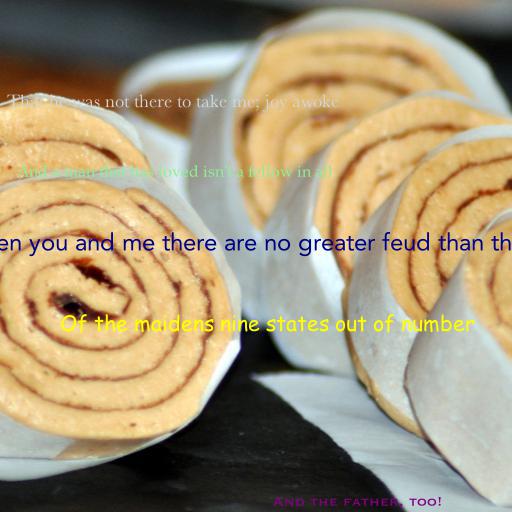 That he was not there to take me; joy awoke
And a man that has loved isn't a fellow in all
en you and me there are no greater feud than th
Of the maidens nine states out of number
And the father, too!